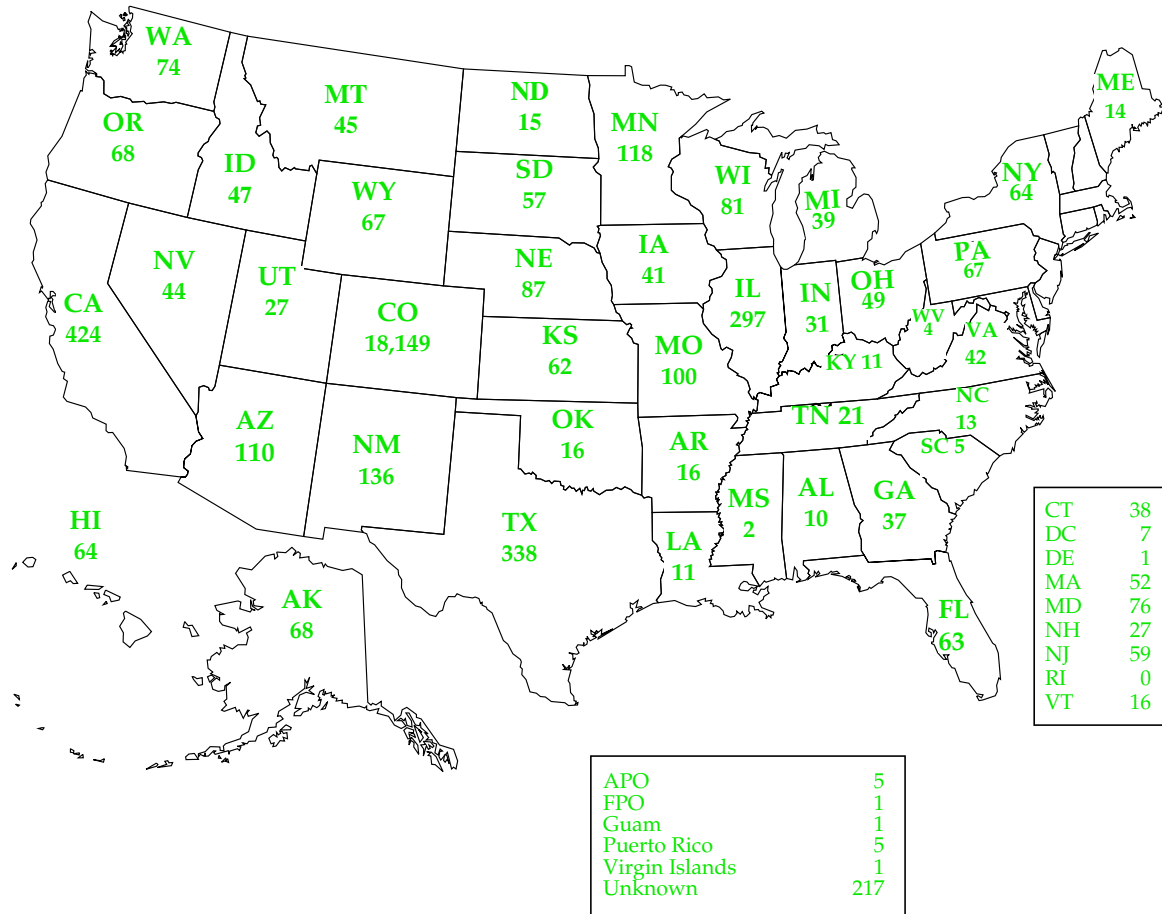 WA
74
OR
68
ID
47
MT
45
ND
15
MN
118
SD
57
WY
67
WI
81
MI
39
NY
64
ME
14
CA
424
NV
44
UT
27
CO
18,149
NE
87
IA
41
IL
297
IN
31
OH
49
PA
67
WV
4
VA
42
KS
62
MO
100
KY 11
NC
13
TN 21
SC 5
AZ
110
NM
136
OK
16
AR
16
MS
2
AL
10
GA
37
TX
338
LA
11
FL
63
HI
64
AK
68
CT 38
DC 7
DE 1
MA 52
MD 76
NH 27
NJ 59
RI 0
VT 16
APO 5
FPO 1
Guam 1
Puerto Rico 5
Virgin Islands 1
Unknown 217